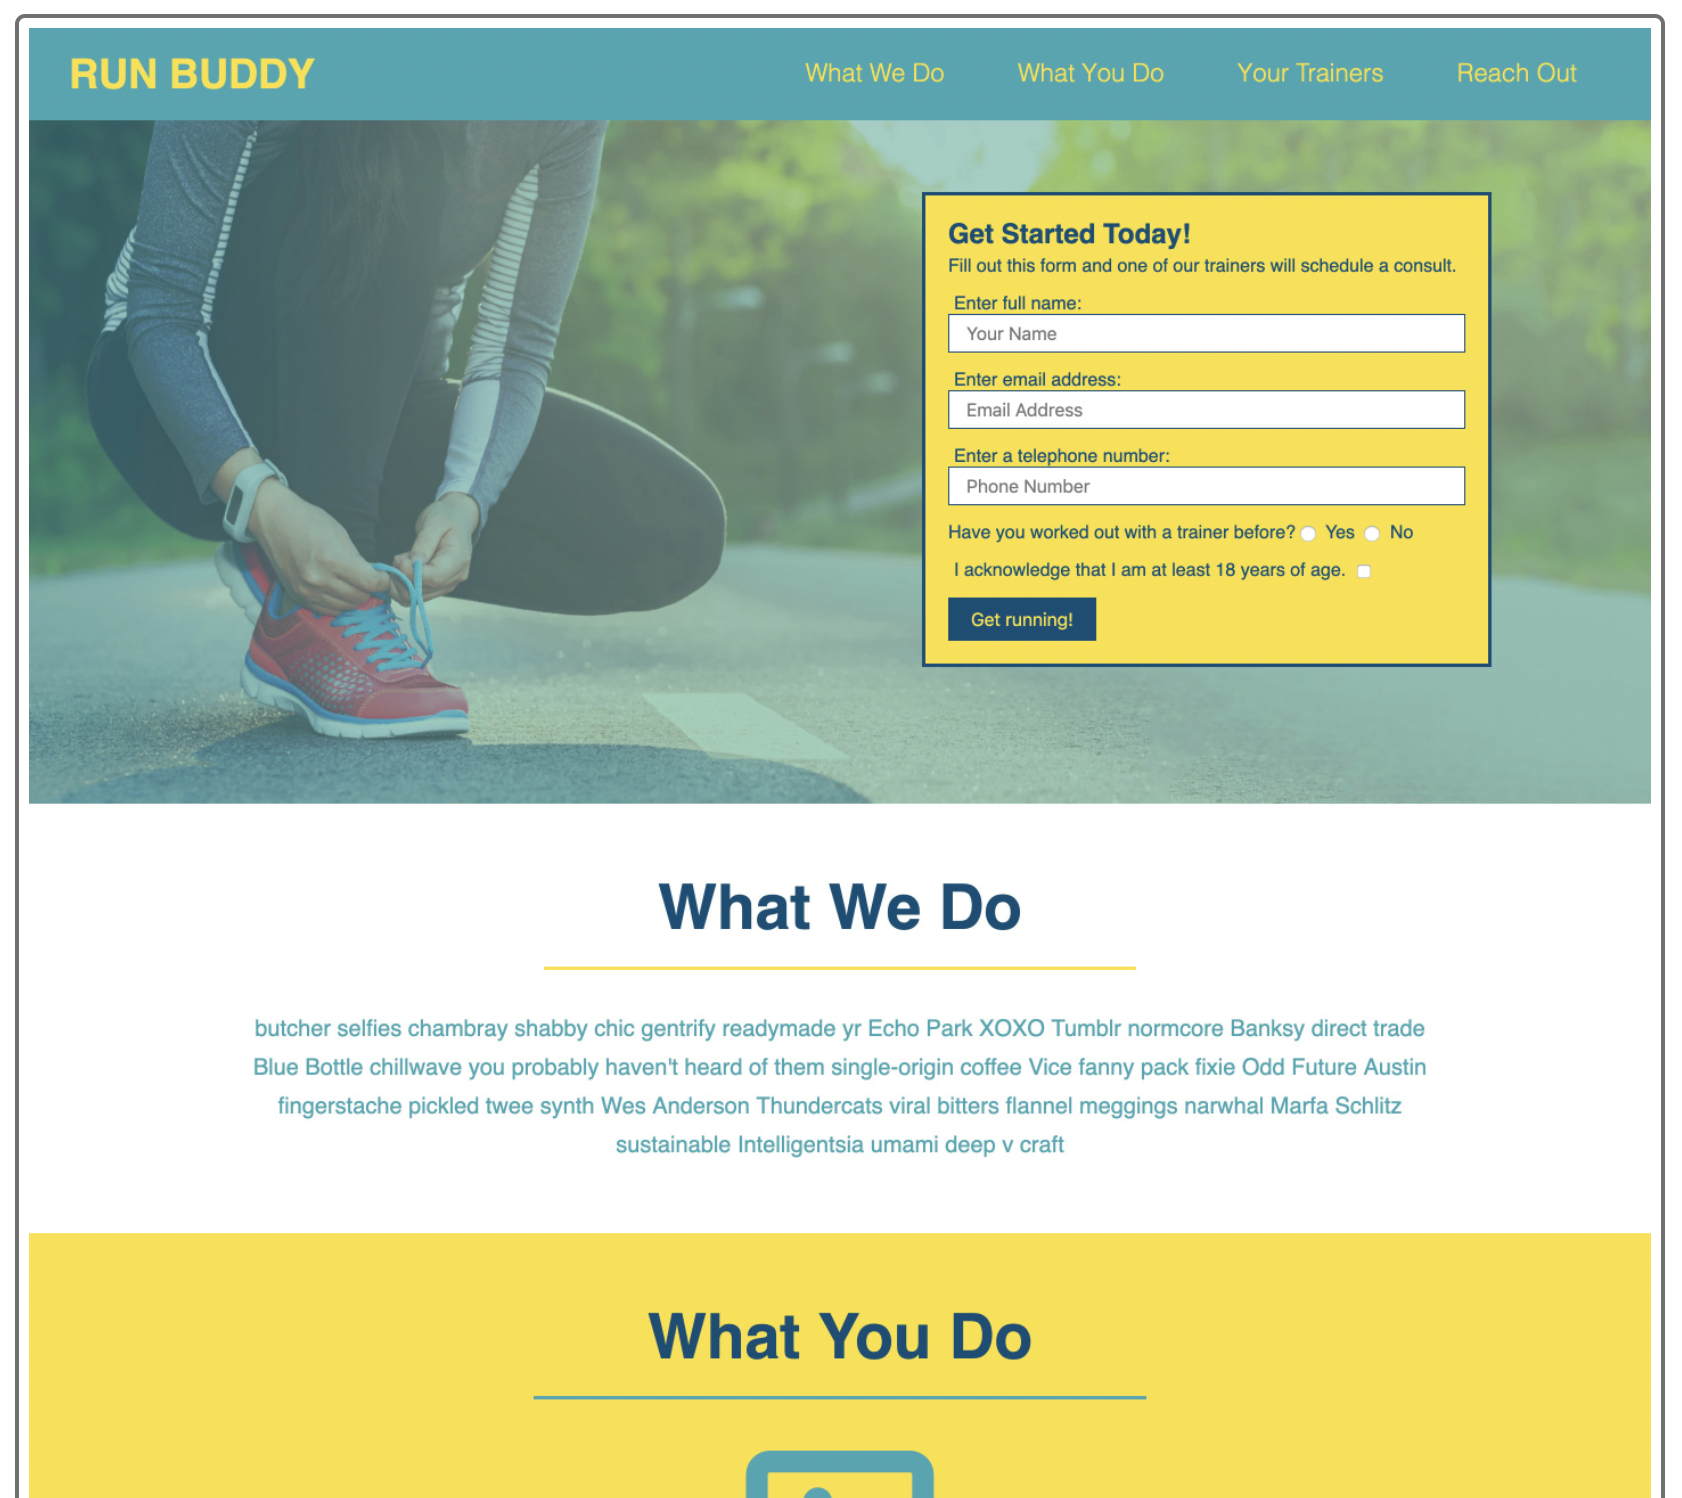 RUN BUDDY
What We Do What You Do Your Trainers Reach Out
Get Started Today!
Fill out this form and one of our trainers will schedule a consult.
Enter full name:
Your Name
Enter email address:
Email Address
Enter a telephone number:
Phone Number
Have you worked out with a trainer before? Yes No
I acknowledge that I am at least 18 years of age.
Get running!
What We Do
butcher selfies chambray shabby chic gentrify readymade yr Echo Park XOXO Tumblr normcore Banksy direct trade
Blue Bottle chillwave you probably haven't heard of them single-origin coffee Vice fanny pack fixie Odd Future Austin
fingerstache pickled twee synth Wes Anderson Thundercats viral bitters flannel meggings narwhal Marfa Schlitz
sustainable Intelligentsia umami deep v craft
What You Do